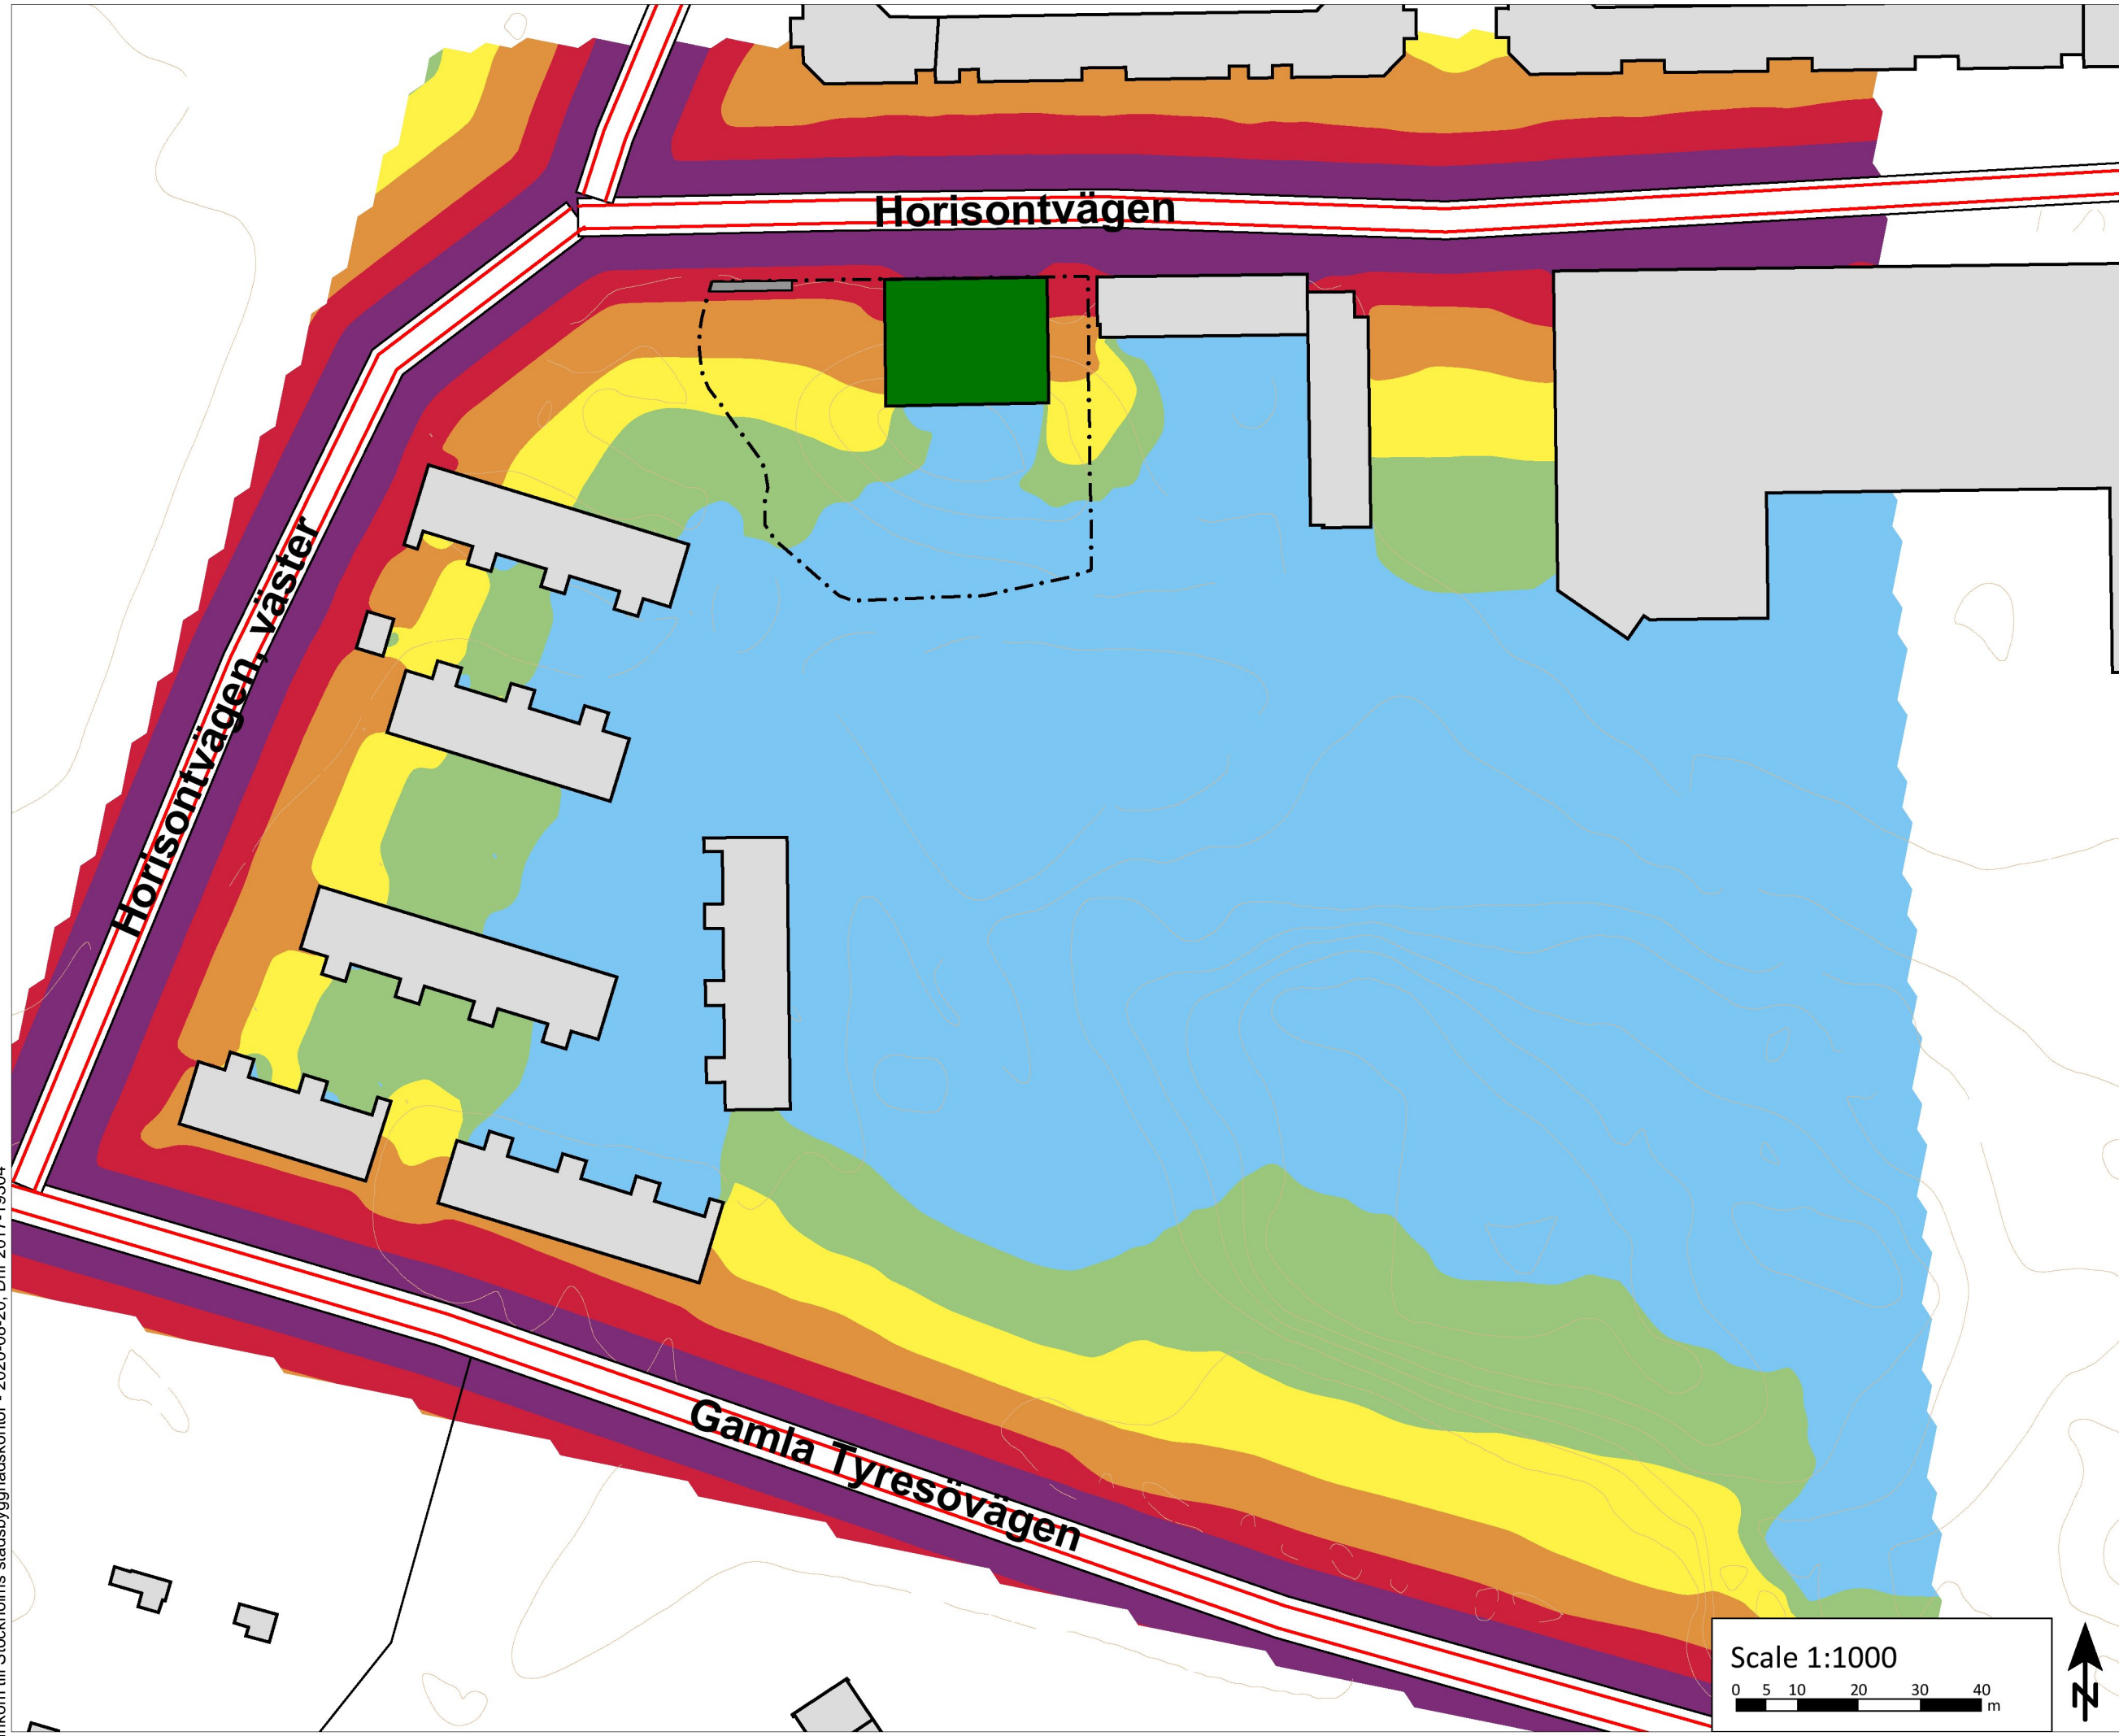 Horisontvägen
Horisontvägen, väster
Gamla Tyresövägen
Scale 1:1000
0 5 10 20 30 40
m
N